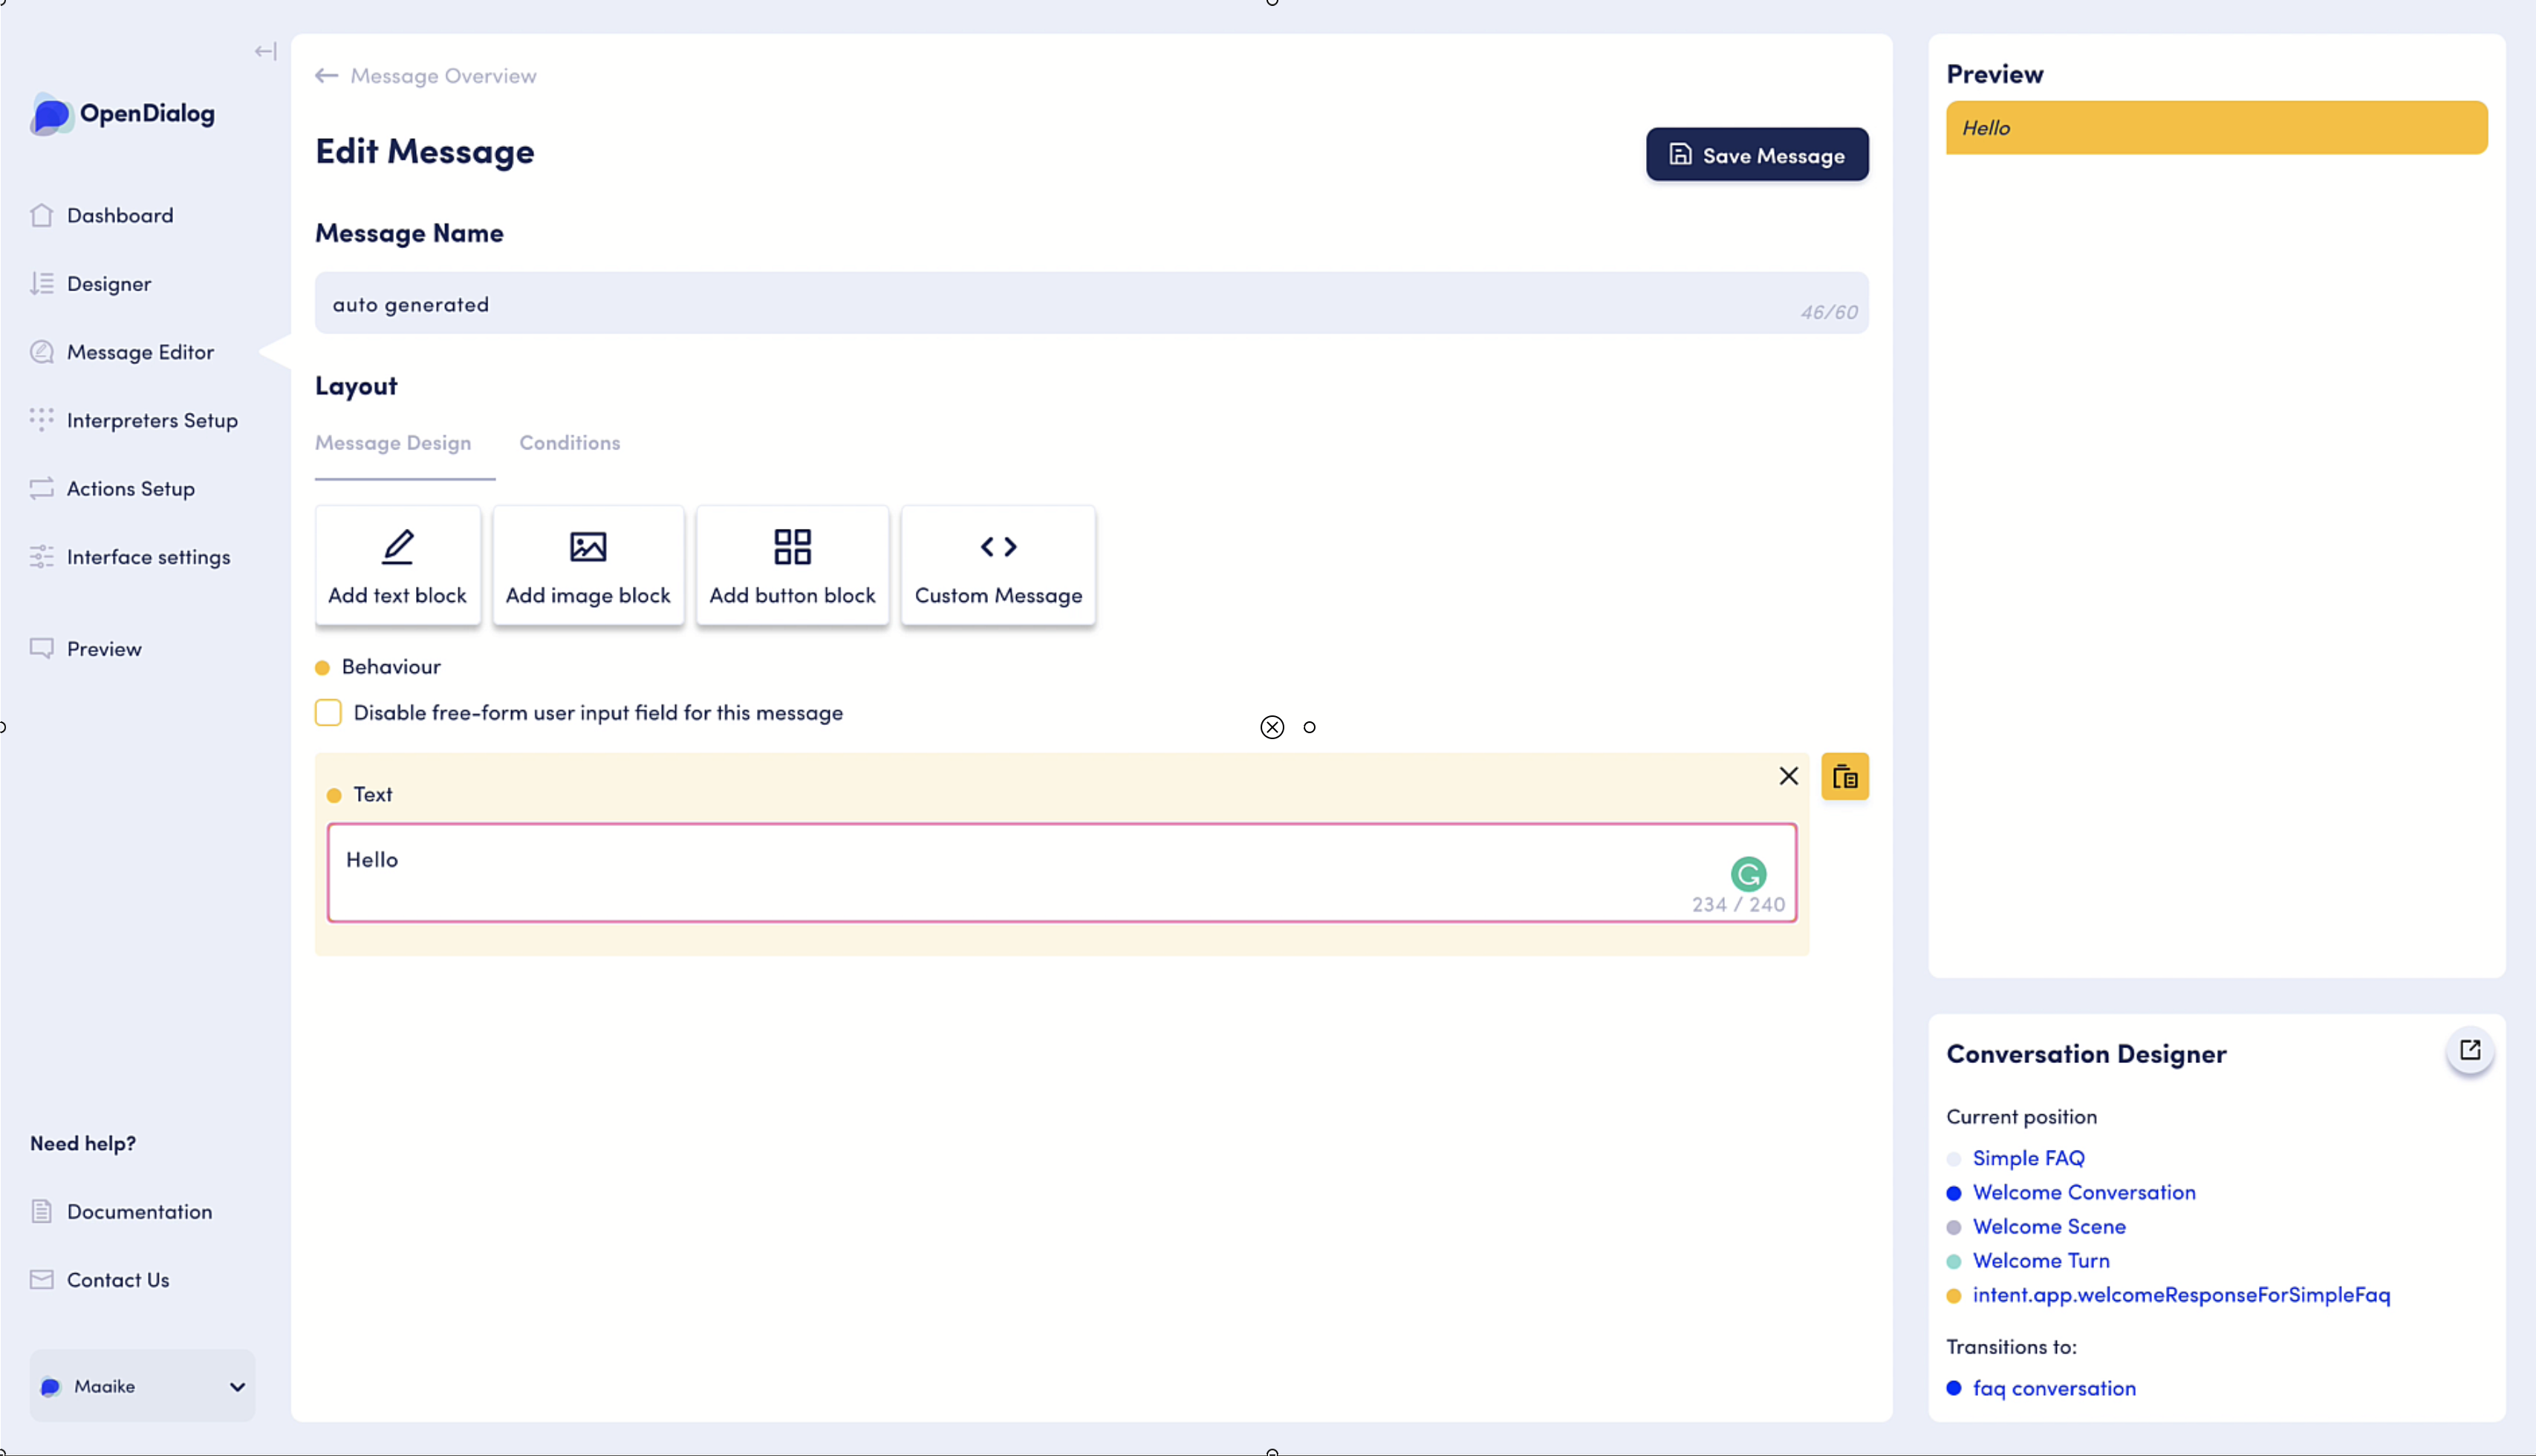 OpenDialog
Dashboard
Designer
Message Editor
Interpreters Setup
Actions Setup
Interface settings
Preview
Need help?
Documentation
Contact Us
Maaike
Message Overview
Edit Message
Save Message
Message Name
auto generated
46/60
Layout
Message Design Conditions
Add text block Add image block Add button block Custom Message
Behaviour
Disable free-form user input field for this message
Text
Hello
234 / 240
Preview
Hello
Conversation Designer
Current position
Simple FAQ
Welcome Conversation
Welcome Scene
Welcome Turn
intent.app.welcomeResponseForSimpleFaq
Transitions to:
faq conversation